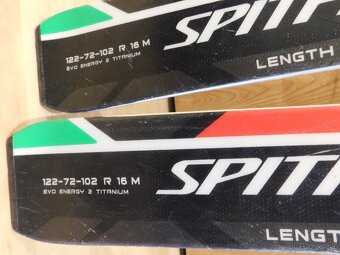 SPITF
122-72-102 R 16 M
EVO ENERGY 2 TITANIUM
LENGTH
SPITF
122-72-102 R 16 M
EVO ENERGY 2 TITANIUM
LENGTH